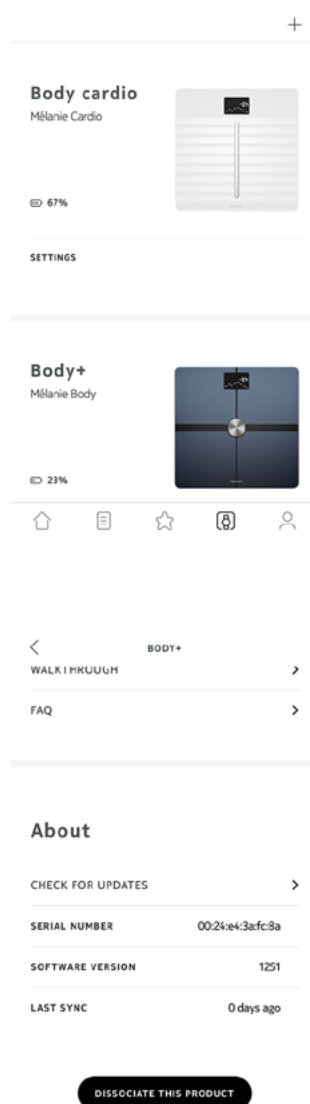 Body cardio
Mélanie Cardio
67%
SETTINGS
Body+
Mélanie Body
23%
BODY+
WALKTHROUGH
FAQ
About
CHECK FOR UPDATES
SERIAL NUMBER 00:24:e4:3a:fc:8a
SOFTWARE VERSION 1251
LAST SYNC 0 days ago
DISSOCIATE THIS PRODUCT